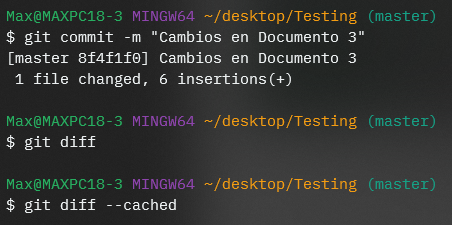 Max@MAXPC18-3 MINGW64 ~/desktop/Testing (master)
$ git commit -m "Cambios en Documento 3"
[master 8f4f1f0] Cambios en Documento 3
 1 file changed, 6 insertions(+)

Max@MAXPC18-3 MINGW64 ~/desktop/Testing (master)
$ git diff

Max@MAXPC18-3 MINGW64 ~/desktop/Testing (master)
$ git diff --cached